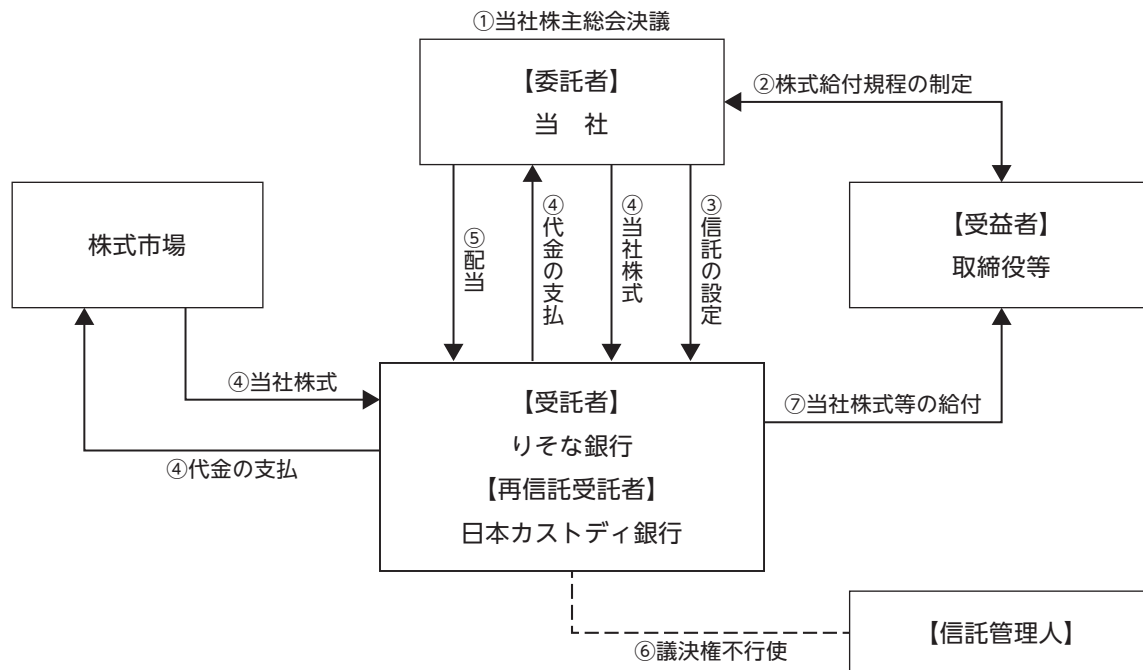 ①当社株主総会決議
【委託者】
当　社
②株式給付規程の制定
株式市場
⑤配当
④代金の支払
④当社株式
③信託の設定
【受益者】
取締役等
④当社株式
④代金の支払
【受託者】
りそな銀行
【再信託受託者】
日本カストディ銀行
⑦当社株式等の給付
⑥議決権不行使
【信託管理人】